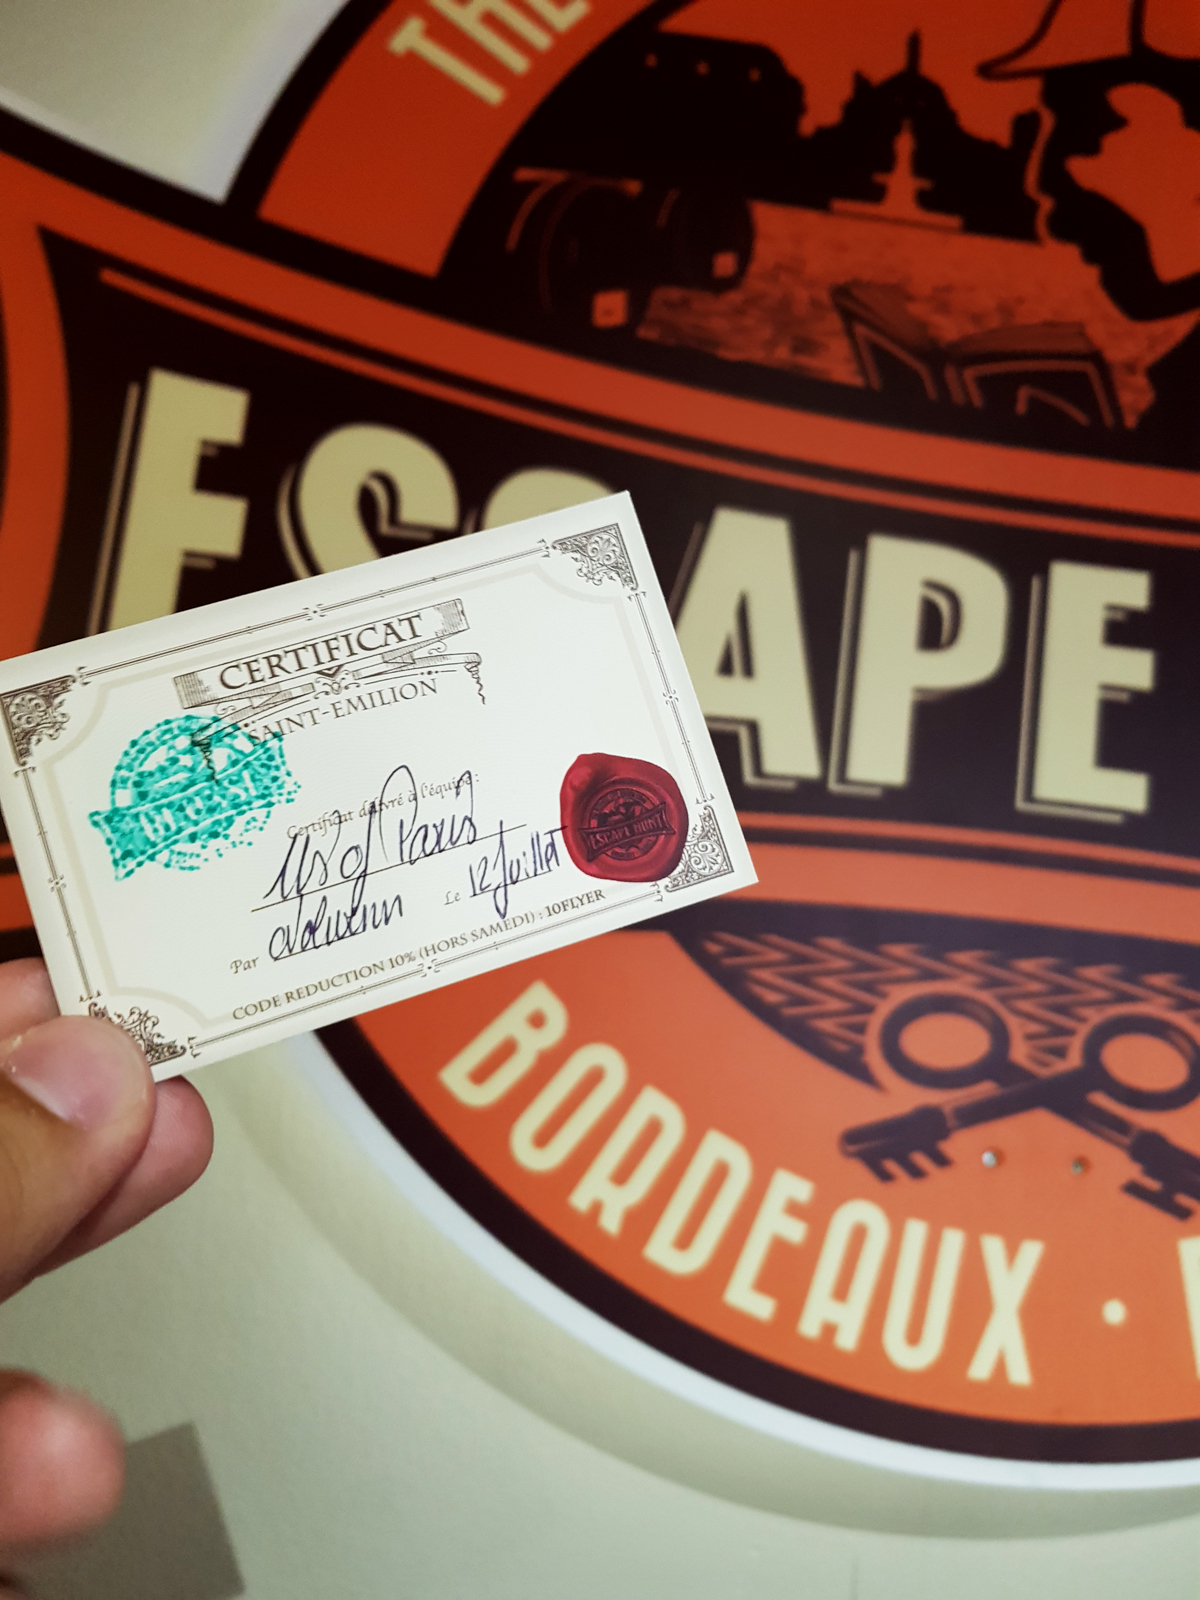 THE
ESCAPE
BORDEAUX •
CERTIFICAT
SAINT-EMILION
Certificat délivré à l'équipe :
of Paris
Par Nolwenn Le 12 Juillet
CODE REDUCTION 10% (HORS SAMEDI) : 10FLYER
ESCAPE HUNT